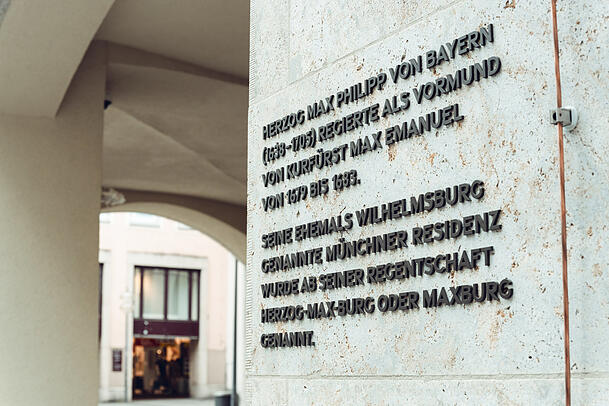 HERZOG MAX PHILIPP VON BAYERN
(1638–1705) REGIERTE ALS VORMUND
VON KURFÜRST MAX EMANUEL
VON 1679 BIS 1683.
SEINE EHEMALS WILHELMSBURG
GENANNTE MÜNCHNER RESIDENZ
WURDE AB SEINER REGENTSCHAFT
HERZOG-MAX-BURG ODER MAXBURG
GENANNT.